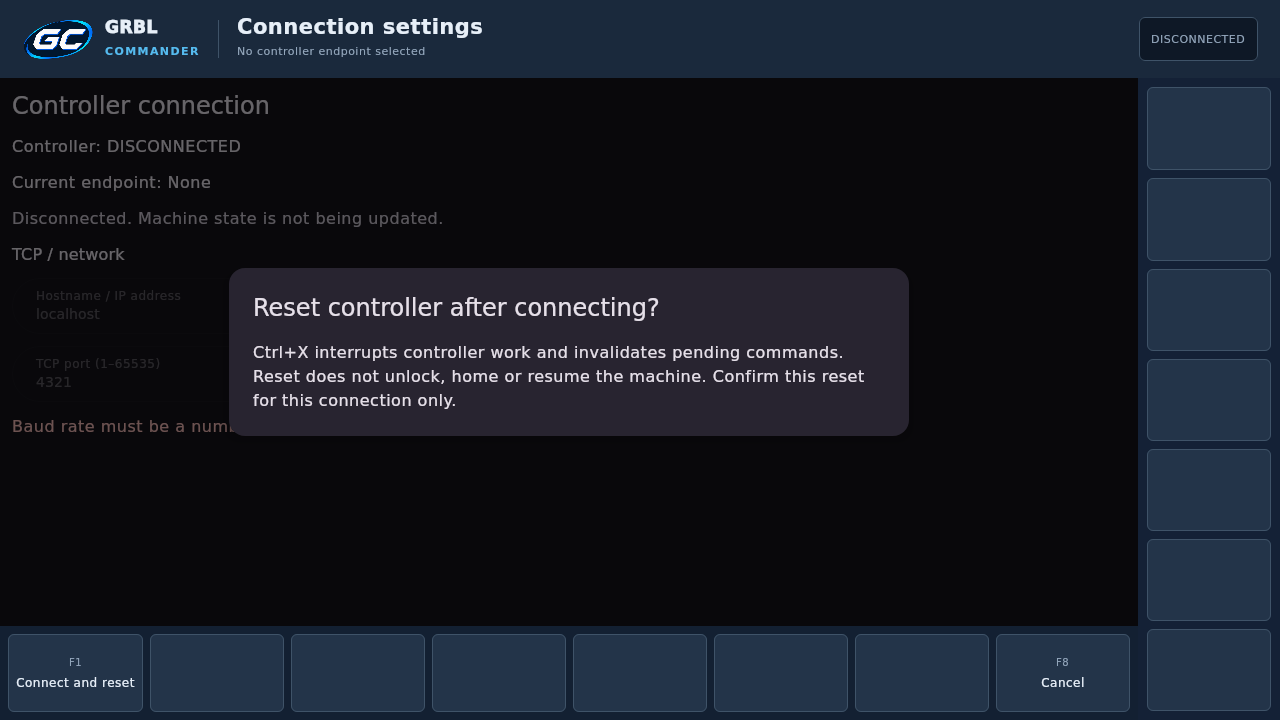 GC
GRBL
COMMANDER
Connection settings
No controller endpoint selected
DISCONNECTED
Controller connection
Controller: DISCONNECTED
Current endpoint: None
Disconnected. Machine state is not being updated.
TCP / network
Hostname / IP address
localhost
TCP port (1–65535)
4321
Baud rate must be a
Reset controller after connecting?
Ctrl+X interrupts controller work and invalidates pending commands.
Reset does not unlock, home or resume the machine. Confirm this reset
for this connection only.
F1
Connect and reset
F8
Cancel